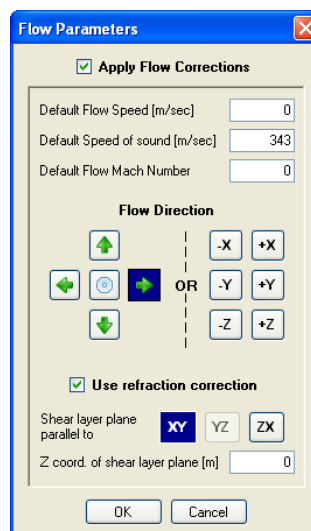 Flow Parameters
Apply Flow Corrections
Default Flow Speed [m/sec] 0
Default Speed of sound [m/sec] 343
Default Flow Mach Number 0
Flow Direction
-X +X
OR -Y +Y
-Z +Z
Use refraction correction
Shear layer plane
parallel to XY YZ ZX
Z coord. of shear layer plane [m] 0
OK Cancel